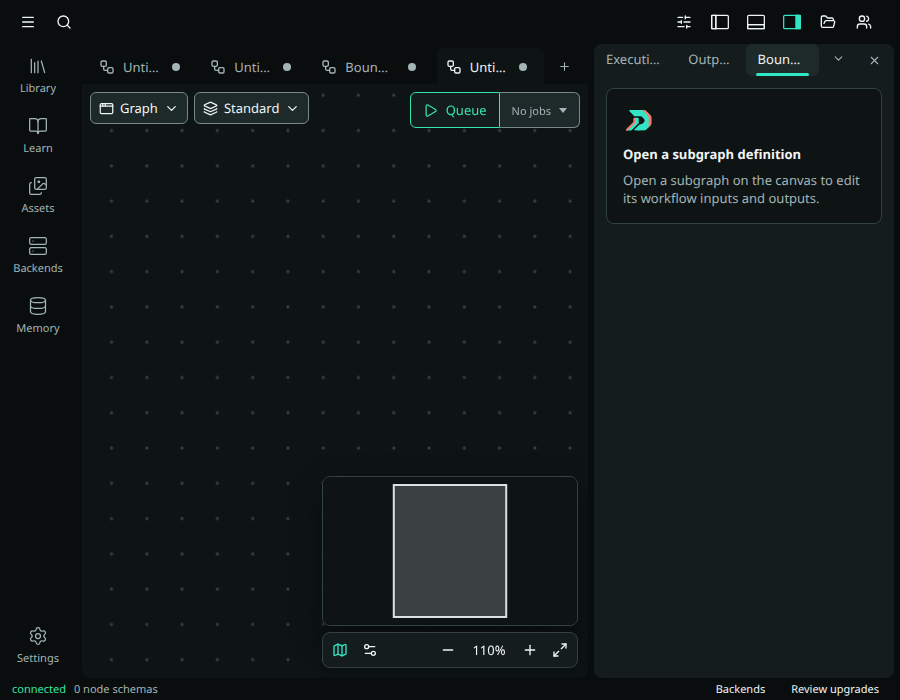 Library
Learn
Assets
Backends
Memory
Settings
Unti...
Unti...
Boun...
Unti...
Graph
Standard
Queue
No jobs
110%
Executi...
Outp...
Boun...
Open a subgraph definition
Open a subgraph on the canvas to edit
its workflow inputs and outputs.
connected 0 node schemas
Backends
Review upgrades